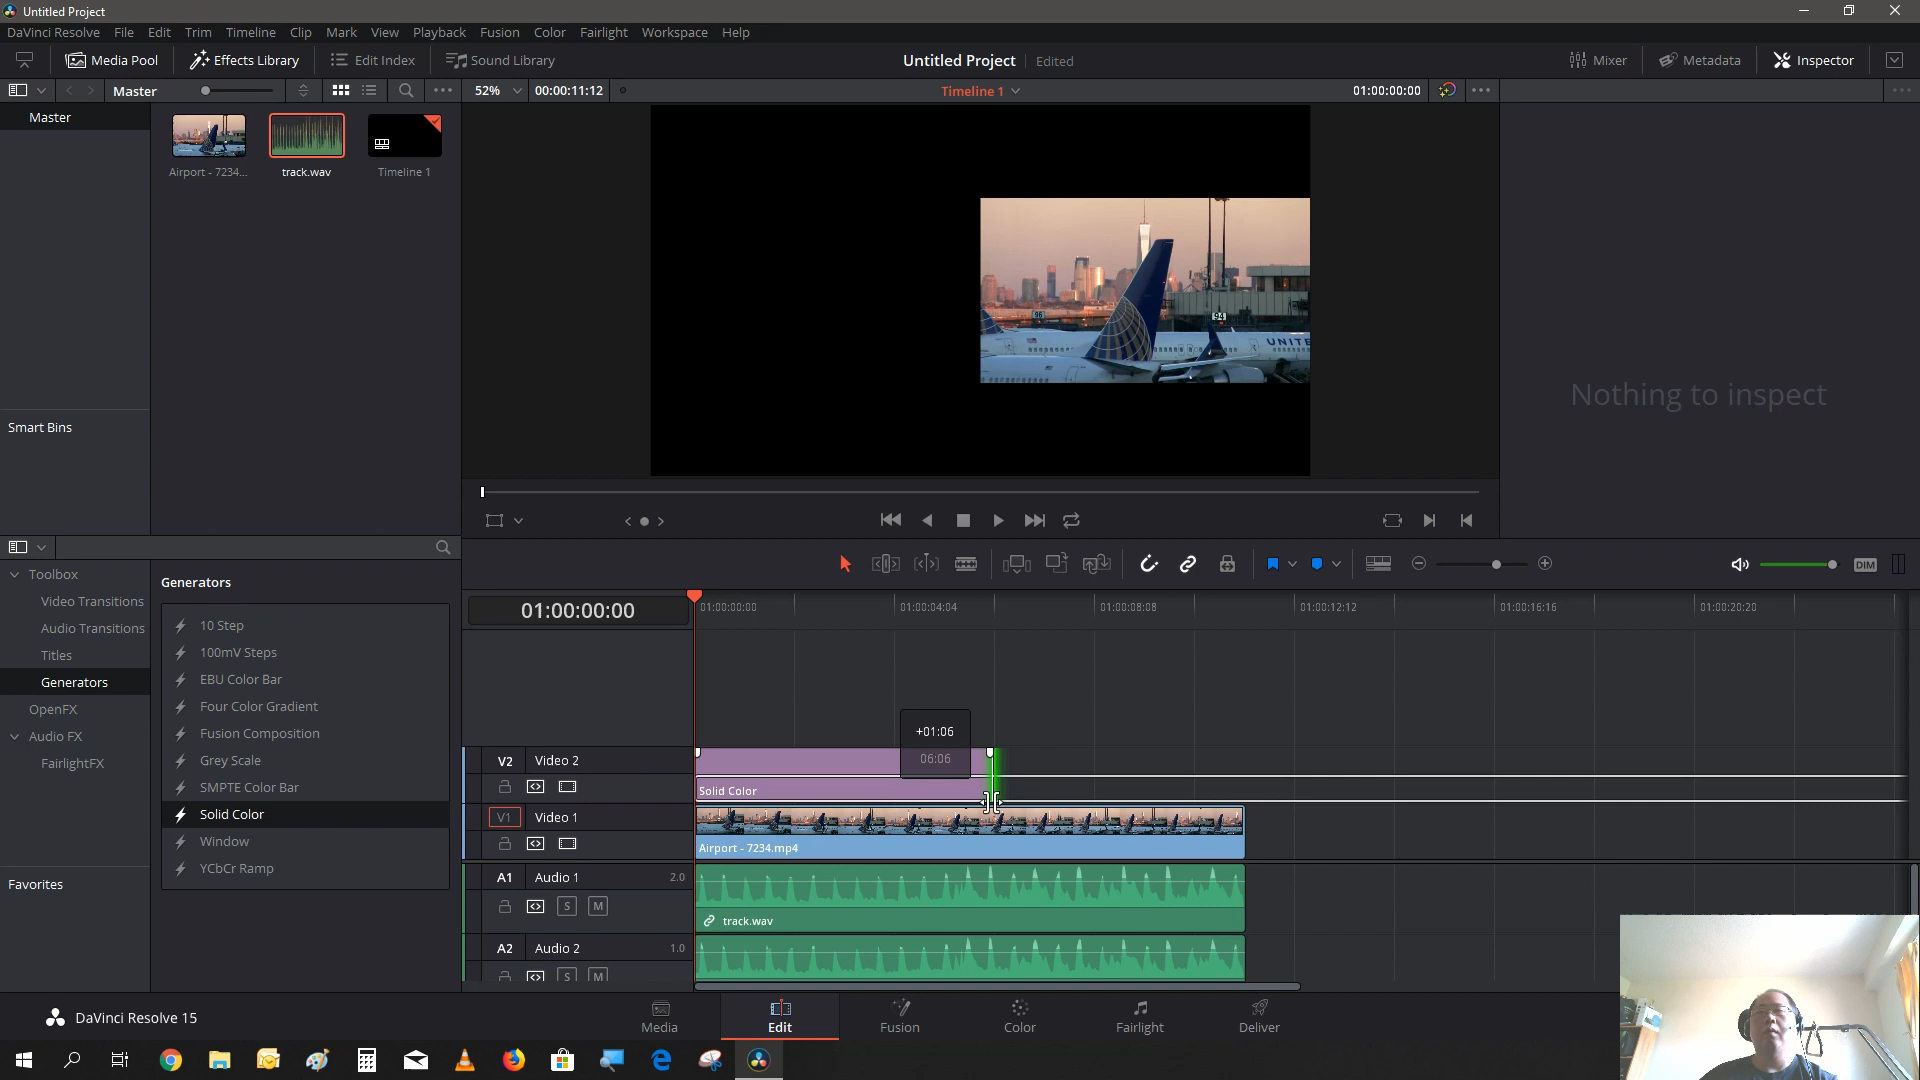 Untitled Project
DaVinci Resolve File Edit Trim Timeline Clip Mark View Playback Fusion Color Fairlight Workspace Help
Media Pool Effects Library Edit Index Sound Library Untitled Project Edited Mixer Metadata Inspector
Master 52% 00:00:11:12 Timeline 1 01:00:00:00
Master
Airport - 7234... track.wav Timeline 1
96 94
UNITE
Nothing to inspect
Smart Bins
Toolbox
Video Transitions
Audio Transitions
Titles
Generators
OpenFX
Audio FX
FairlightFX
Favorites
Generators
10 Step
100mV Steps
EBU Color Bar
Four Color Gradient
Fusion Composition
Grey Scale
SMPTE Color Bar
Solid Color
Window
YCbCr Ramp
DIM
01:00:00:00 01:00:00:00 01:00:04:04 01:00:08:08 01:00:12:12 01:00:16:16 01:00:20:20
+01:06
06:06
V2 Video 2
Solid Color
V1 Video 1
Airport - 7234.mp4
A1 Audio 1 2.0
S M
track.wav
A2 Audio 2 1.0
S M
DaVinci Resolve 15
Media Edit Fusion Color Fairlight Deliver